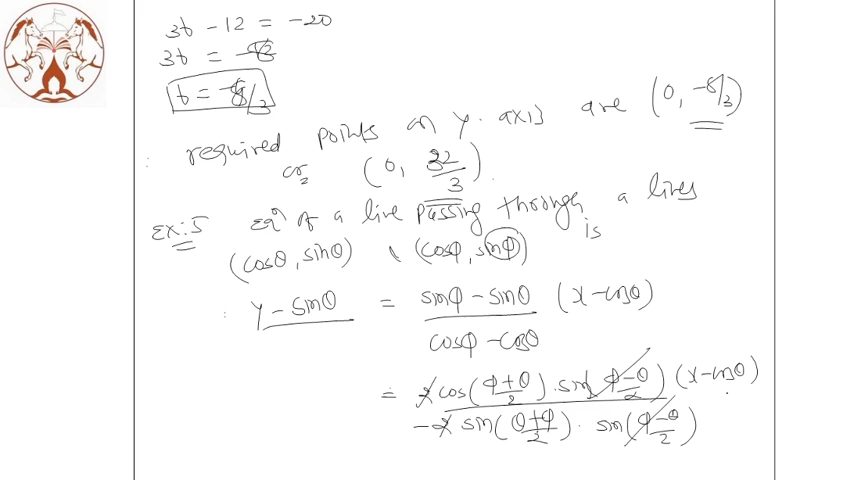 3t - 12 = -20
3t = -8
t = -8/3
∴ required points on y-axis are (0, -8/3)
or (0, 32/3)
Ex:5 Eqn of a line passing through a lines
(cosθ, sinθ) & (cosφ, sinφ) is
∴ y - sinθ = (sinφ - sinθ)/(cosφ - cosθ) (x - cosθ)
= 2 cos((φ+θ)/2) · sin((φ-θ)/2) / -2 sin((θ+φ)/2) · sin((φ-θ)/2) (x - cosθ)